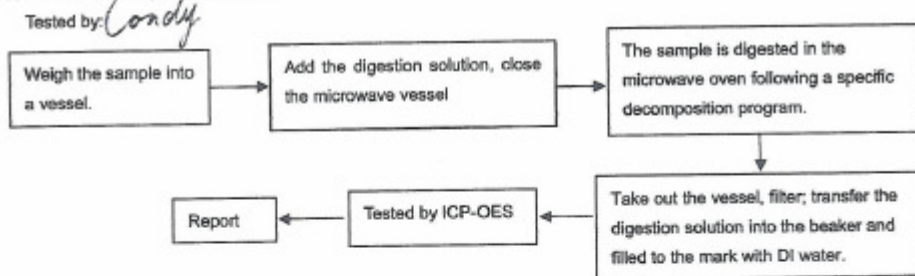 Tested by: Condy
Weigh the sample into
a vessel.
Add the digestion solution, close
the microwave vessel
The sample is digested in the
microwave oven following a specific
decomposition program.
Take out the vessel, filter; transfer the
digestion solution into the beaker and
filled to the mark with DI water.
Tested by ICP-OES
Report